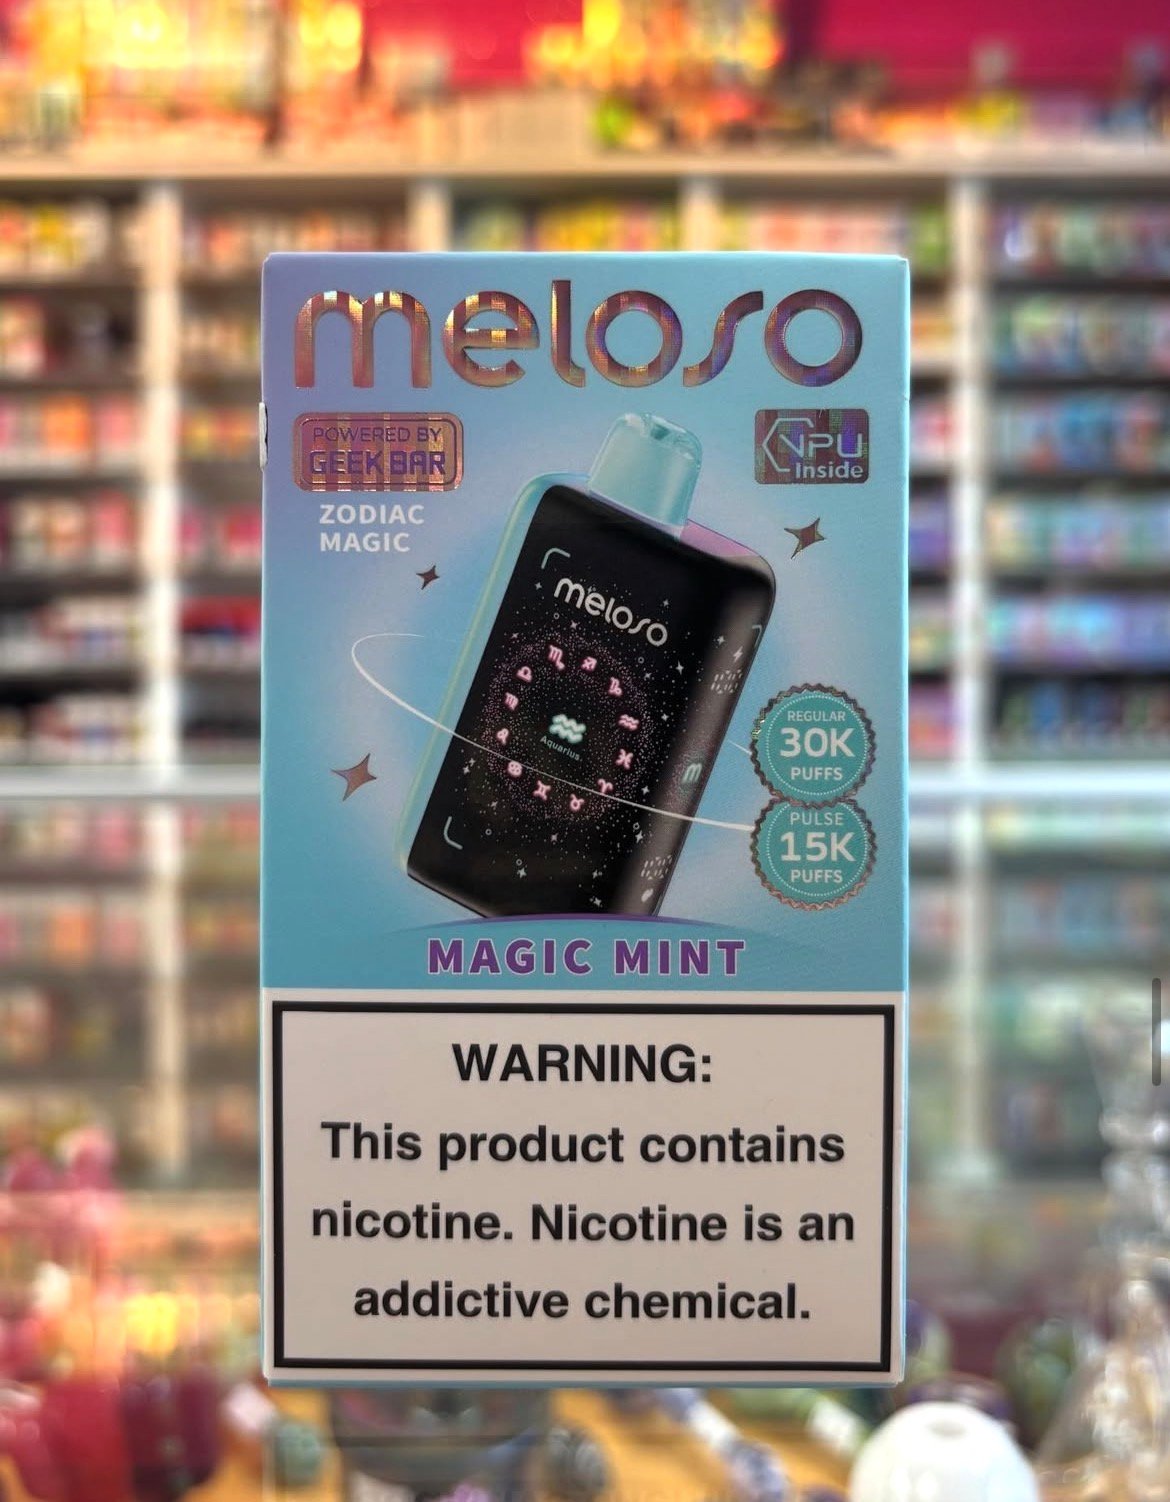 meloso
POWERED BY
GEEK BAR
VPU
Inside
ZODIAC
MAGIC
meloso
Aquarius
REGULAR
30K
PUFFS
PULSE
15K
PUFFS
MAGIC MINT
WARNING:
This product contains
nicotine. Nicotine is an
addictive chemical.